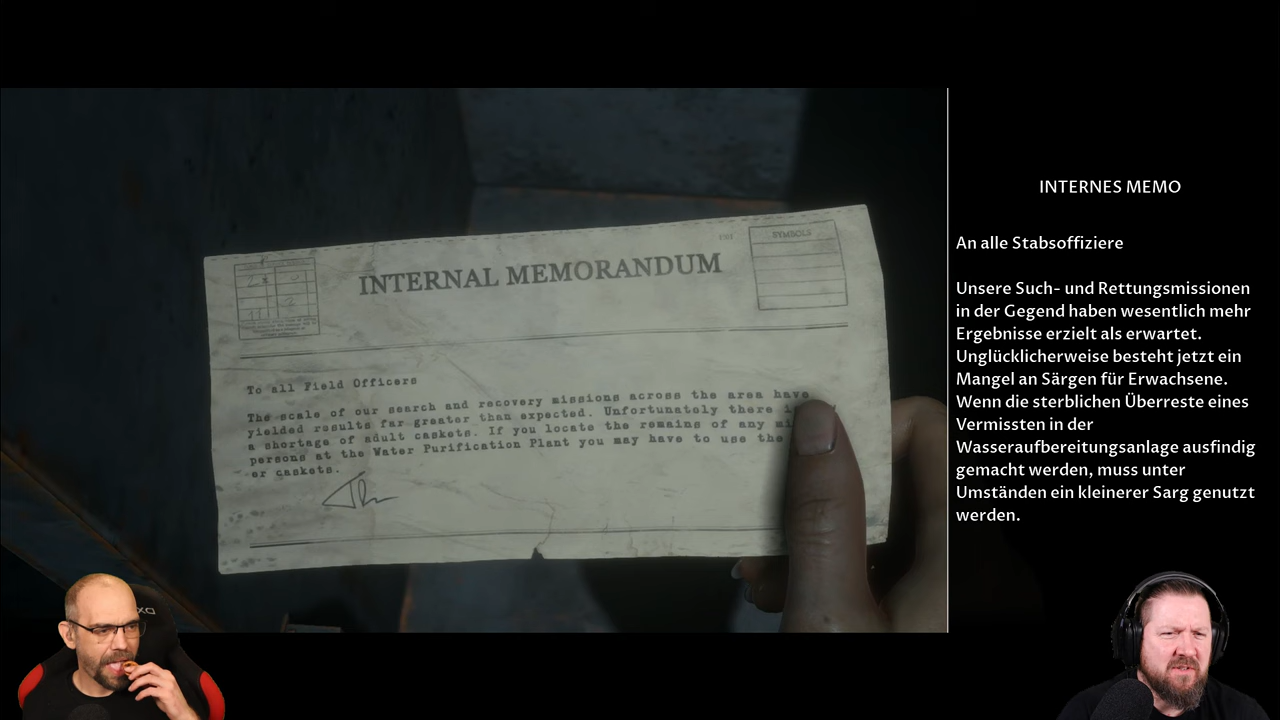 INTERNAL MEMORANDUM
SYMBOLS
To all Field Officers
The scale of our search and recovery missions across the area have
yielded results far greater than expected. Unfortunately there
a shortage of adult caskets. If you locate the remains of any
persons at the Water Purification Plant you may have to use the
er caskets.
INTERNES MEMO
An alle Stabsoffiziere
Unsere Such- und Rettungsmissionen
in der Gegend haben wesentlich mehr
Ergebnisse erzielt als erwartet.
Unglücklicherweise besteht jetzt ein
Mangel an Särgen für Erwachsene.
Wenn die sterblichen Überreste eines
Vermissten in der
Wasseraufbereitungsanlage ausfindig
gemacht werden, muss unter
Umständen ein kleinerer Sarg genutzt
werden.